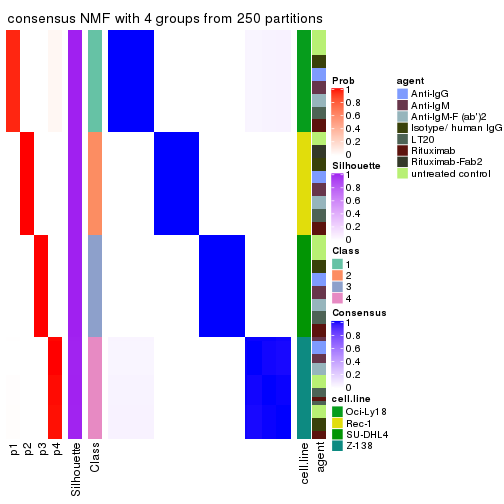 consensus NMF with 4 groups from 250 partitions
Prob
1
0.8
0.6
0.4
0.2
0
Silhouette
1
0.8
0.6
0.4
0.2
0
Class
1
2
3
4
Consensus
1
0.8
0.6
0.4
0.2
0
cell.line
Oci-Ly18
Rec-1
SU-DHL4
Z-138
agent
Anti-IgG
Anti-IgM
Anti-IgM-F (ab')2
Isotype/ human IgG
LT20
Rituximab
Rituximab-Fab2
untreated control
p1
p2
p3
p4
Silhouette
Class
cell.line
agent